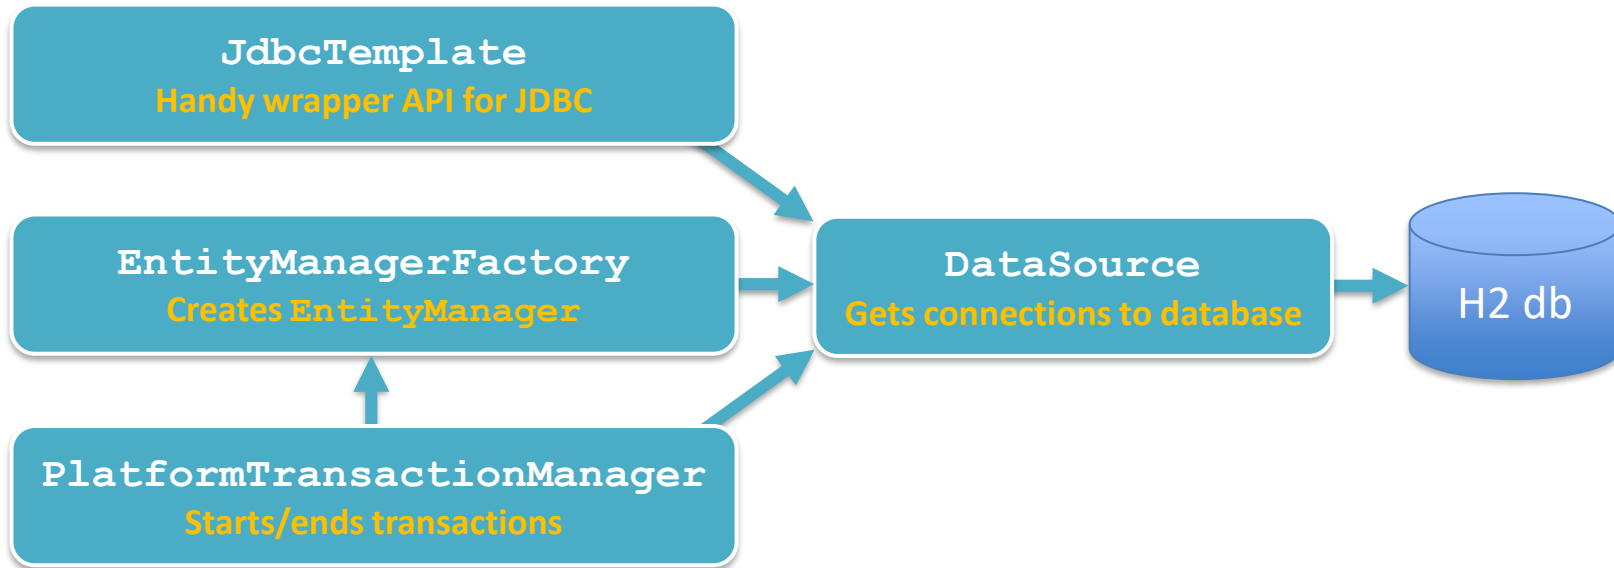 JdbcTemplate
Handy wrapper API for JDBC
EntityManagerFactory
Creates EntityManager
DataSource
Gets connections to database
H2 db
PlatformTransactionManager
Starts/ends transactions